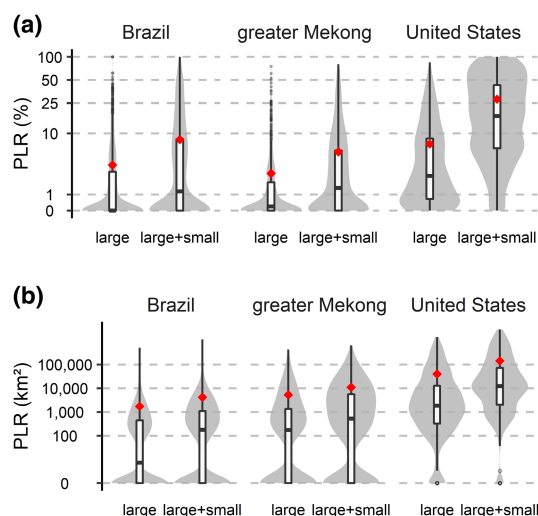 (a)
Brazil greater Mekong United States
PLR (%)
100
50
25
10
1
0
large large+small large large+small large large+small
(b)
Brazil greater Mekong United States
PLR (km²)
100,000
10,000
1,000
100
0
large large+small large large+small large large+small